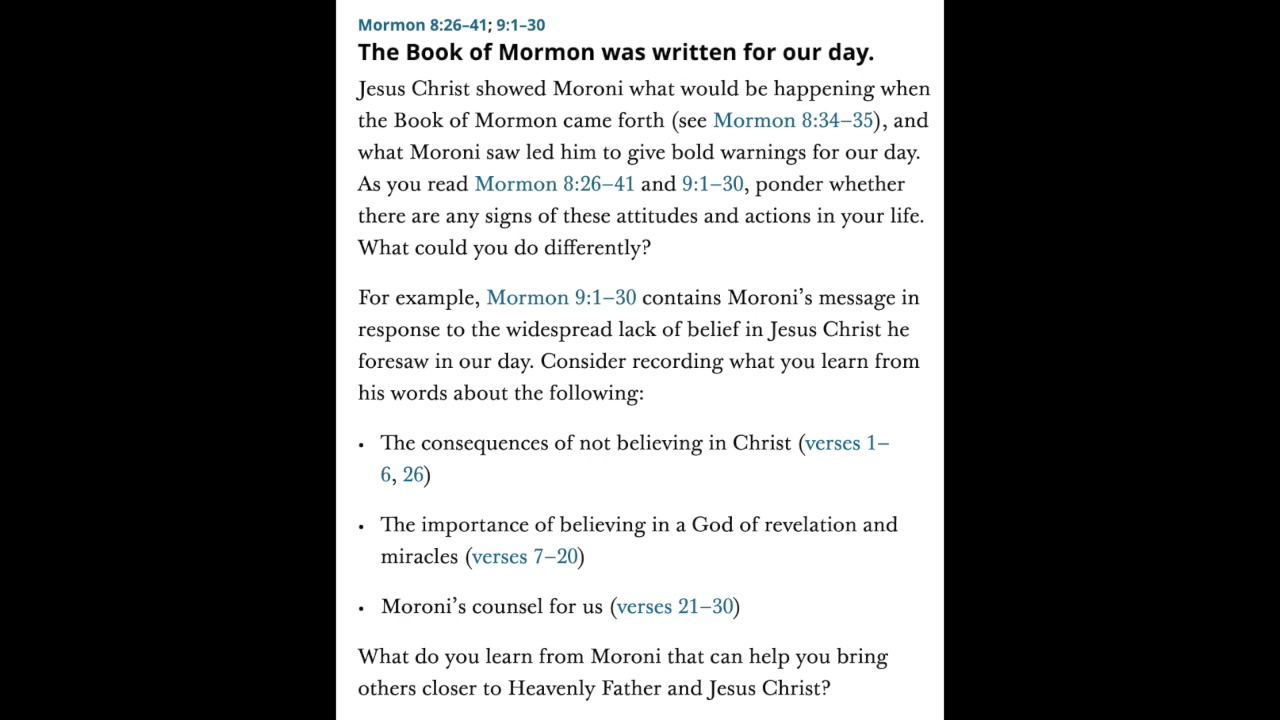 Mormon 8:26–41; 9:1–30
The Book of Mormon was written for our day.
Jesus Christ showed Moroni what would be happening when
the Book of Mormon came forth (see Mormon 8:34–35), and
what Moroni saw led him to give bold warnings for our day.
As you read Mormon 8:26–41 and 9:1–30, ponder whether
there are any signs of these attitudes and actions in your life.
What could you do differently?
For example, Mormon 9:1–30 contains Moroni’s message in
response to the widespread lack of belief in Jesus Christ he
foresaw in our day. Consider recording what you learn from
his words about the following:
• The consequences of not believing in Christ (verses 1–
6, 26)
• The importance of believing in a God of revelation and
miracles (verses 7–20)
• Moroni’s counsel for us (verses 21–30)
What do you learn from Moroni that can help you bring
others closer to Heavenly Father and Jesus Christ?